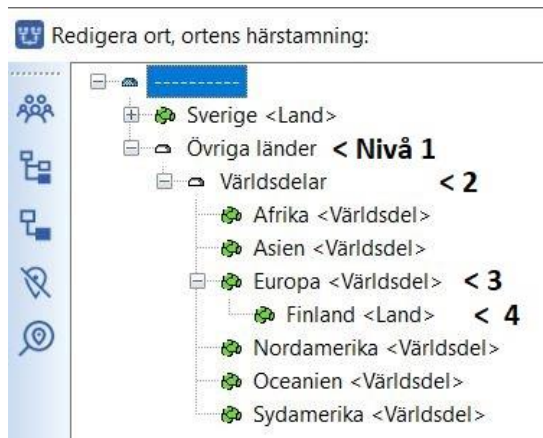 Redigera ort, ortens härstamning:
-----------
Sverige <Land>
Övriga länder < Nivå 1
Världsdelar < 2
Afrika <Världsdel>
Asien <Världsdel>
Europa <Världsdel> < 3
Finland <Land> < 4
Nordamerika <Världsdel>
Oceanien <Världsdel>
Sydamerika <Världsdel>